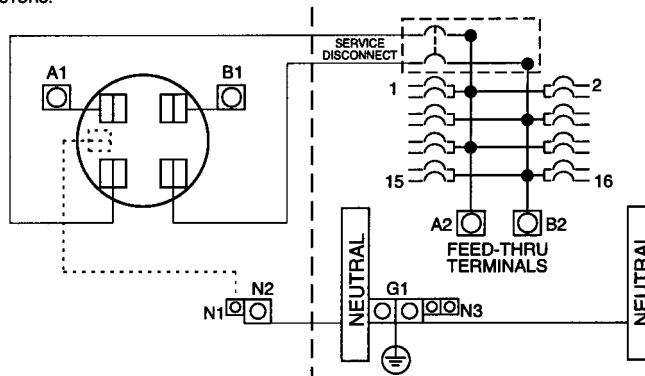 SERVICE
DISCONNECT
A1
B1
1
2
15
16
A2
B2
FEED-THRU
TERMINALS
NEUTRAL
G1
N2
N1
N3
NEUTRAL